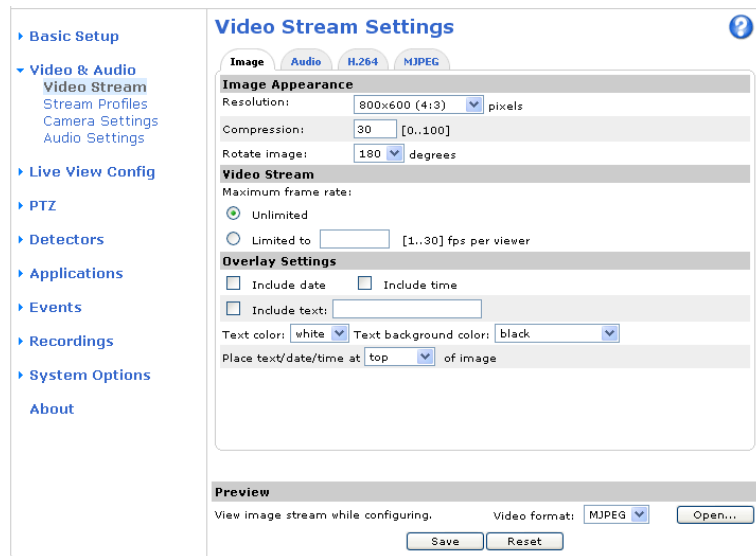 Basic Setup
Video & Audio
Video Stream
Stream Profiles
Camera Settings
Audio Settings
Live View Config
PTZ
Detectors
Applications
Events
Recordings
System Options
About
Video Stream Settings
?
Image Audio H.264 MJPEG
Image Appearance
Resolution: 800x600 (4:3) pixels
Compression: 30 [0..100]
Rotate image: 180 degrees
Video Stream
Maximum frame rate:
Unlimited
Limited to [1..30] fps per viewer
Overlay Settings
Include date Include time
Include text:
Text color: white Text background color: black
Place text/date/time at top of image
Preview
View image stream while configuring. Video format: MJPEG Open...
Save Reset